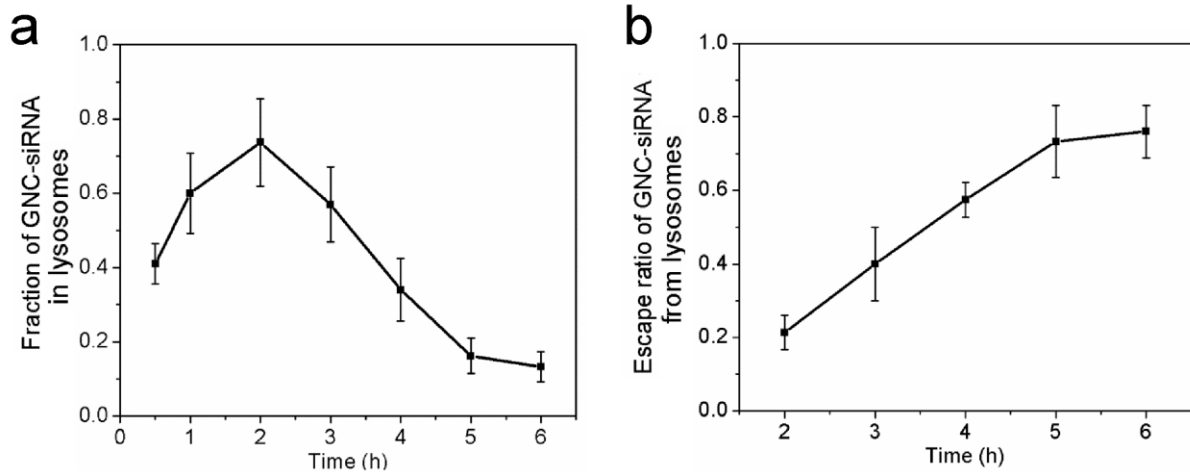 a
Fraction of GNC-siRNA
in lysosomes
1.0
0.8
0.6
0.4
0.2
0.0
0 1 2 3 4 5 6
Time (h)
b
Escape ratio of GNC-siRNA
from lysosomes
1.0
0.8
0.6
0.4
0.2
0.0
2 3 4 5 6
Time (h)